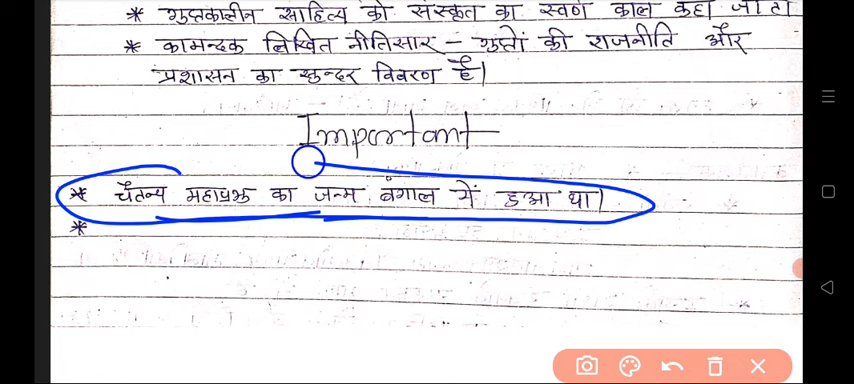 * गुप्तकालीन साहित्य को संस्कृत का स्वर्ण काल कहा जाता
* कामन्दक लिखित नीतिसार – गुप्तों की राजनीति और
प्रशासन का सुन्दर विवरण है।
Important
* चैतन्य महाप्रभु का जन्म बंगाल में हुआ था।
*